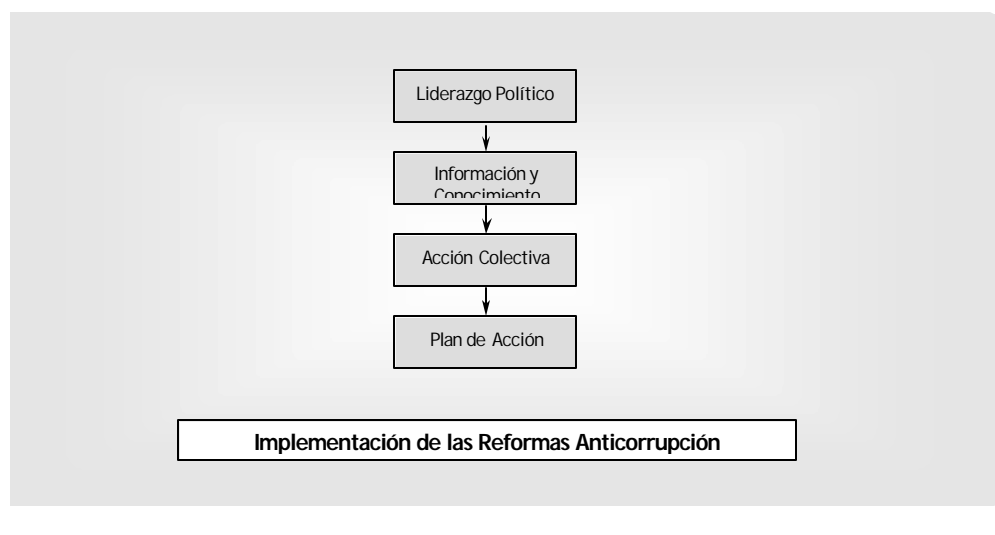 Liderazgo Político
Información y
Conocimiento
Acción Colectiva
Plan de Acción
Implementación de las Reformas Anticorrupción